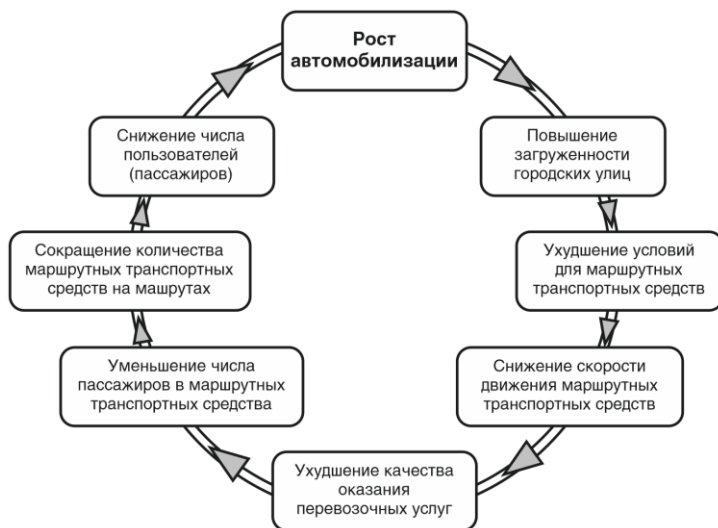 Рост
автомобилизации
Повышение
загруженности
городских улиц
Ухудшение условий
для маршрутных
транспортных средств
Снижение скорости
движения маршрутных
транспортных средств
Ухудшение качества
оказания
перевозочных услуг
Уменьшение числа
пассажиров в маршрутных
транспортных средства
Сокращение количества
маршрутных транспортных
средств на машрутах
Снижение числа
пользователей
(пассажиров)